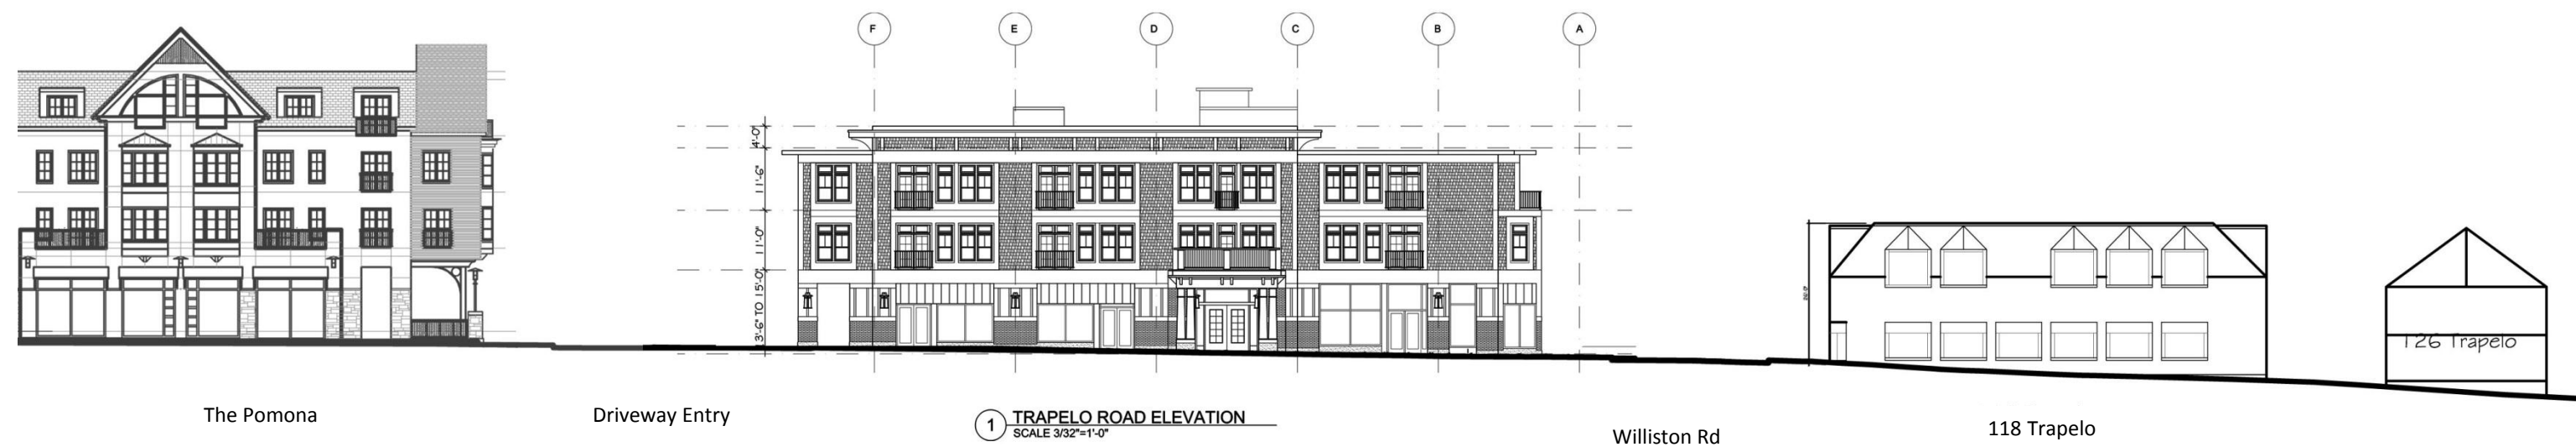 F E D C B A
4'-0"
11'-6"
11'-0"
13'-6" TO 15'-0"
126 Trapelo
The Pomona
Driveway Entry
1 TRAPELO ROAD ELEVATION
SCALE 3/32"=1'-0"
Williston Rd
118 Trapelo